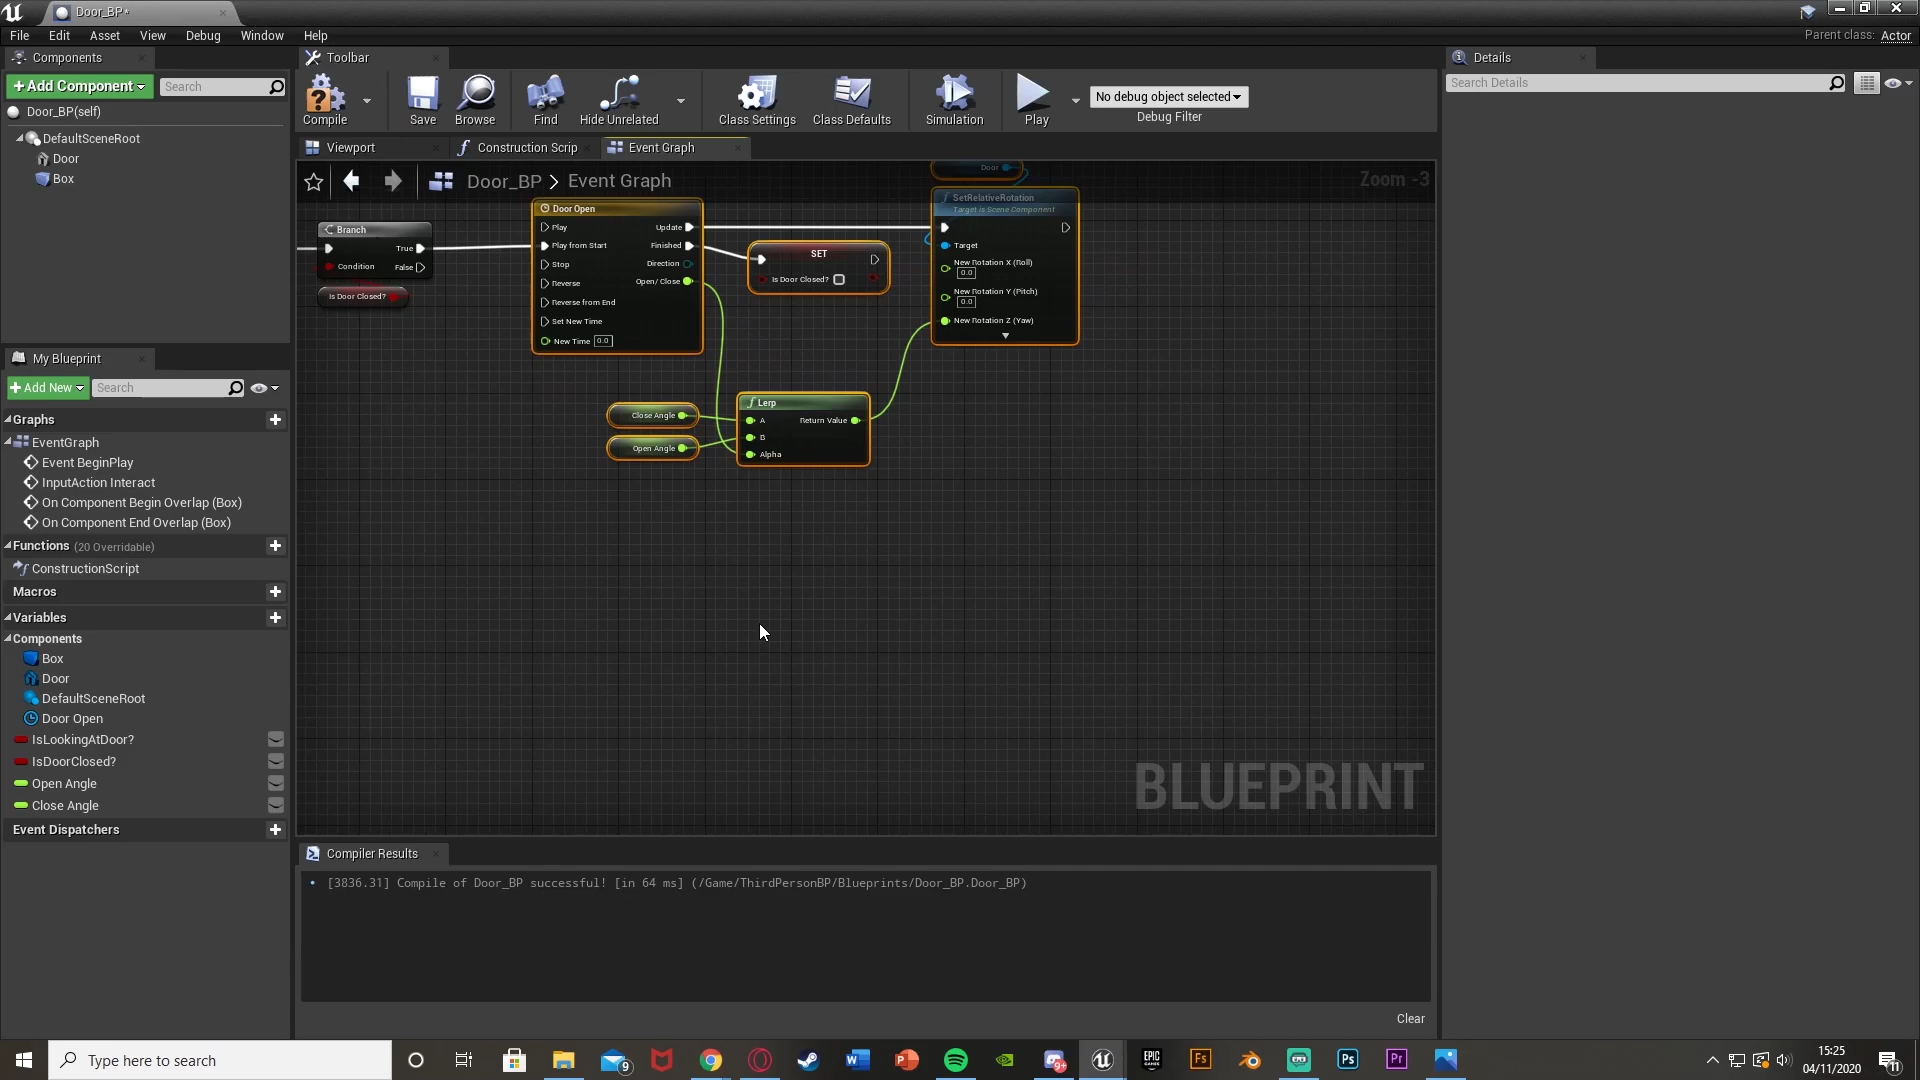 Door_BP*
File Edit Asset View Debug Window Help
Parent class: Actor
Components
Toolbar
Details
+ Add Component
Search
Search Details
Door_BP(self)
DefaultSceneRoot
Door
Box
Compile
Save
Browse
Find
Hide Unrelated
Class Settings
Class Defaults
Simulation
Play
No debug object selected
Debug Filter
Viewport
Construction Scrip
Event Graph
Door_BP > Event Graph
Zoom -3
Door
Branch
True
Condition
False
Is Door Closed?
Door Open
Play
Update
Play from Start
Finished
Stop
Direction
Reverse
Open/ Close
Reverse from End
Set New Time
New Time 0.0
SET
Is Door Closed?
SetRelativeRotation
Target is Scene Component
Target
New Rotation X (Roll)
0.0
New Rotation Y (Pitch)
0.0
New Rotation Z (Yaw)
Close Angle
Open Angle
Lerp
A
Return Value
B
Alpha
BLUEPRINT
My Blueprint
+ Add New
Search
Graphs
EventGraph
Event BeginPlay
InputAction Interact
On Component Begin Overlap (Box)
On Component End Overlap (Box)
Functions (20 Overridable)
ConstructionScript
Macros
Variables
Components
Box
Door
DefaultSceneRoot
Door Open
IsLookingAtDoor?
IsDoorClosed?
Open Angle
Close Angle
Event Dispatchers
Compiler Results
[3836.31] Compile of Door_BP successful! [in 64 ms] (/Game/ThirdPersonBP/Blueprints/Door_BP.Door_BP)
Clear
Type here to search
15:25
04/11/2020